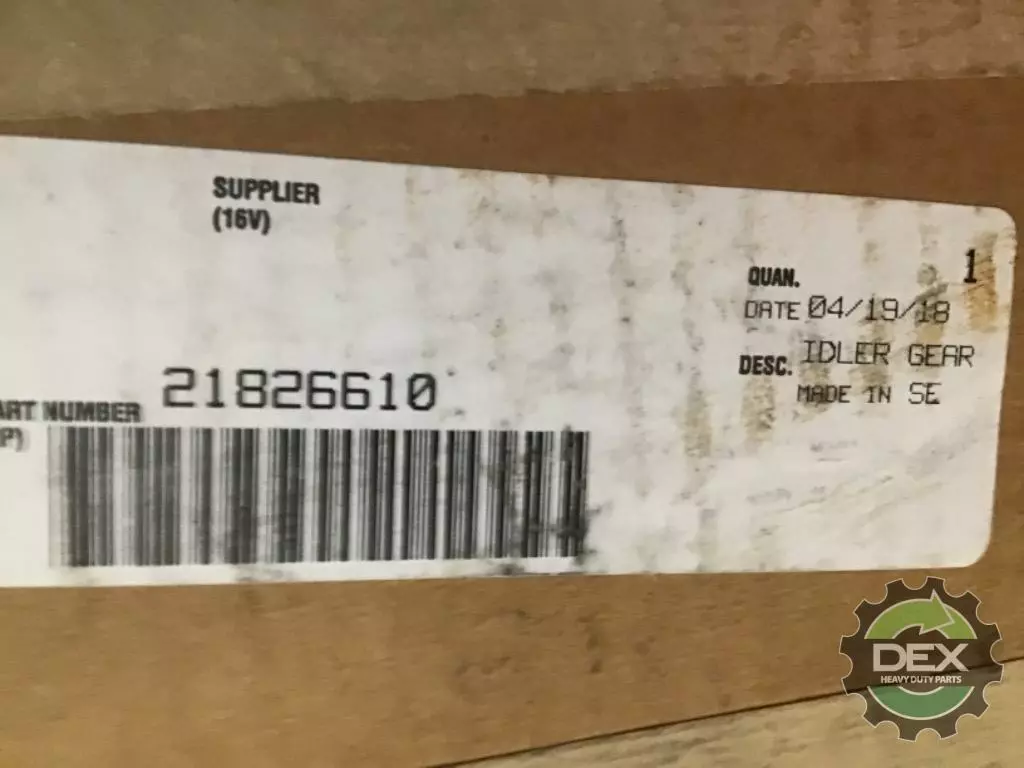 SUPPLIER
(16V)
QUAN. 1
DATE 04/19/18
DESC. IDLER GEAR
MADE IN SE
ART NUMBER 21826610
P)
DEX
HEAVY DUTY PARTS